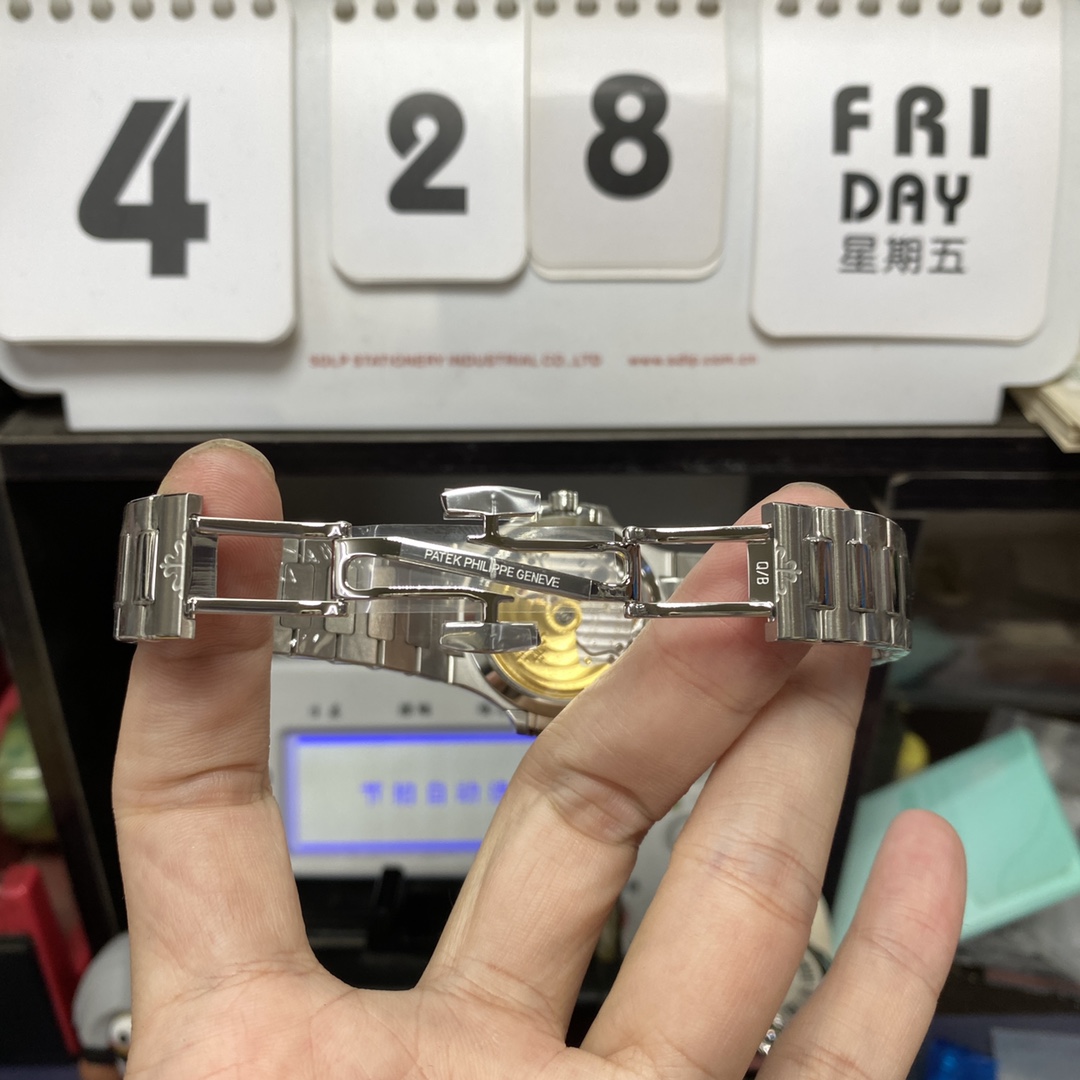 4
2
8
FRI
DAY
星期五
SDLP STATIONERY INDUSTRIAL CO.,LTD www.sdlp.com.cn
PATEK PHILIPPE GENEVE
Q/B